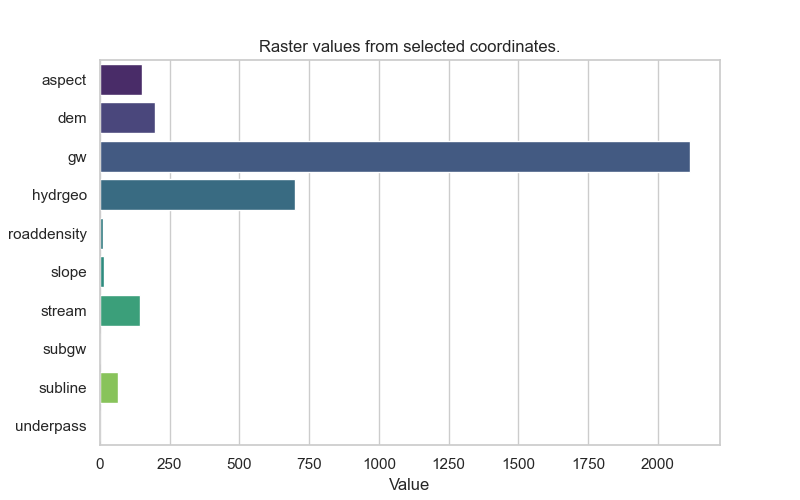 Raster values from selected coordinates.
aspect
dem
gw
hydrgeo
roaddensity
slope
stream
subgw
subline
underpass
0 250 500 750 1000 1250 1500 1750 2000
Value